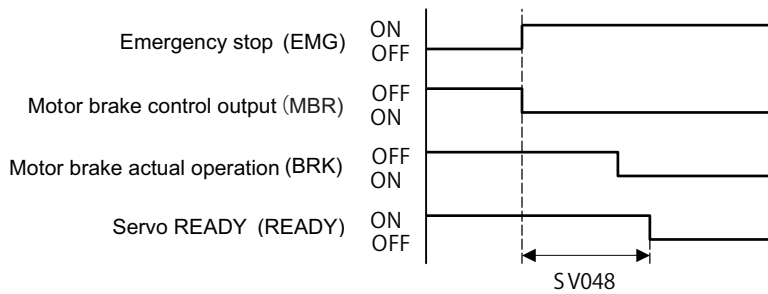 Emergency stop (EMG) ON
OFF
Motor brake control output (MBR) OFF
ON
Motor brake actual operation (BRK) OFF
ON
Servo READY (READY) ON
OFF
SV048